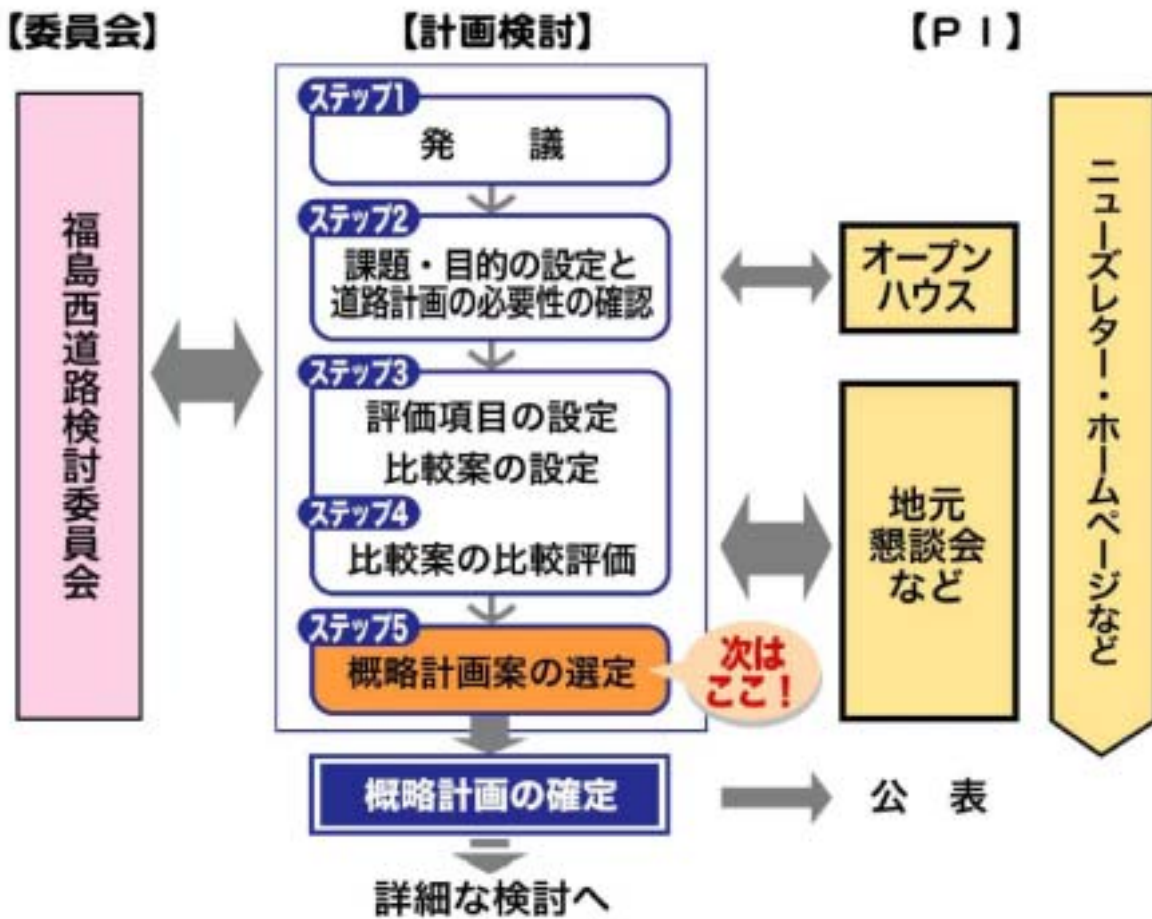 【委員会】
【計画検討】
【PI】
福島西道路検討委員会
ステップ1
発　議
ステップ2
課題・目的の設定と
道路計画の必要性の確認
ステップ3
評価項目の設定
比較案の設定
ステップ4
比較案の比較評価
ステップ5
概略計画案の選定
次は
ここ！
概略計画の確定
詳細な検討へ
オープン
ハウス
地元
懇談会
など
公　表
ニューズレター・ホームページなど